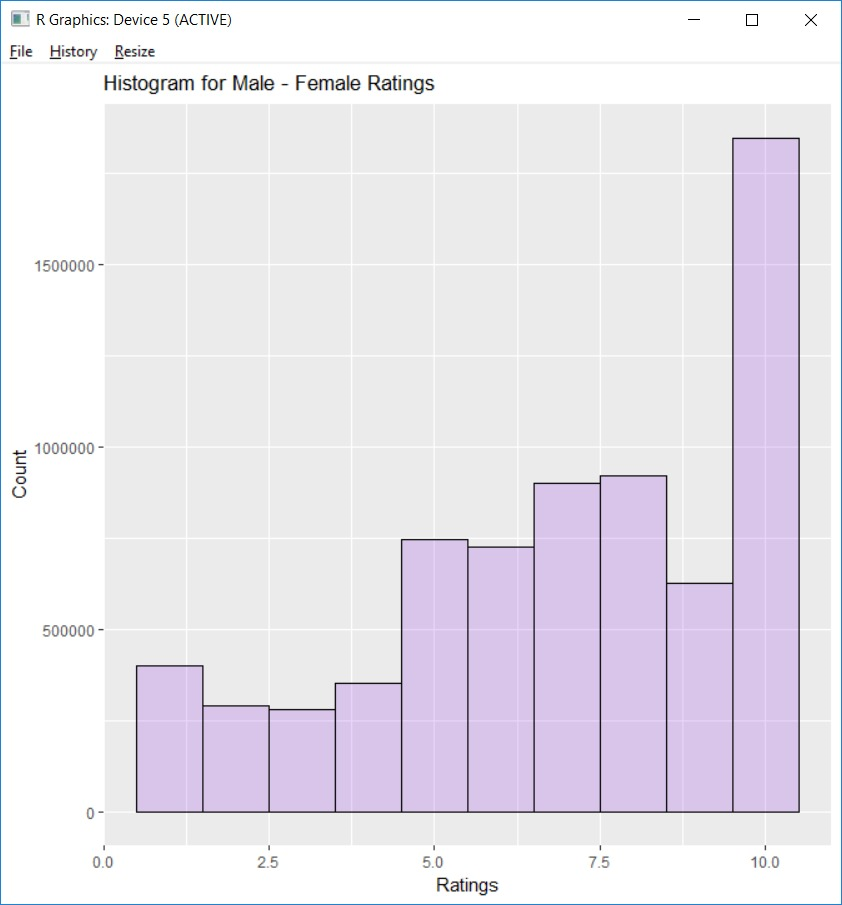 R Graphics: Device 5 (ACTIVE)
File History Resize
Histogram for Male - Female Ratings
1500000
1000000
500000
0
Count
0.0 2.5 5.0 7.5 10.0
Ratings